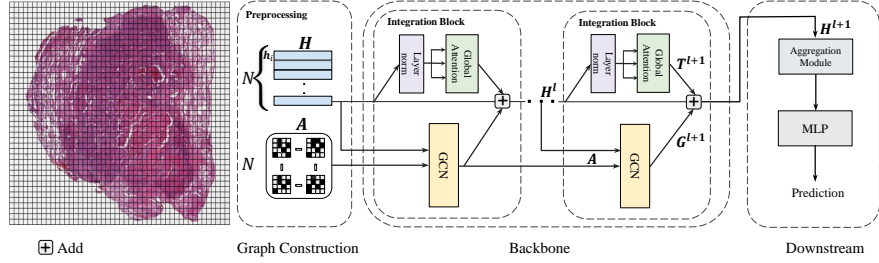 Preprocessing
H
h_i
N
A
N
Integration Block
Layer norm
Global Attention
GCN
H^l
A
Integration Block
Layer norm
Global Attention
T^{l+1}
GCN
G^{l+1}
H^{l+1}
Aggregation Module
MLP
Prediction
+ Add
Graph Construction
Backbone
Downstream